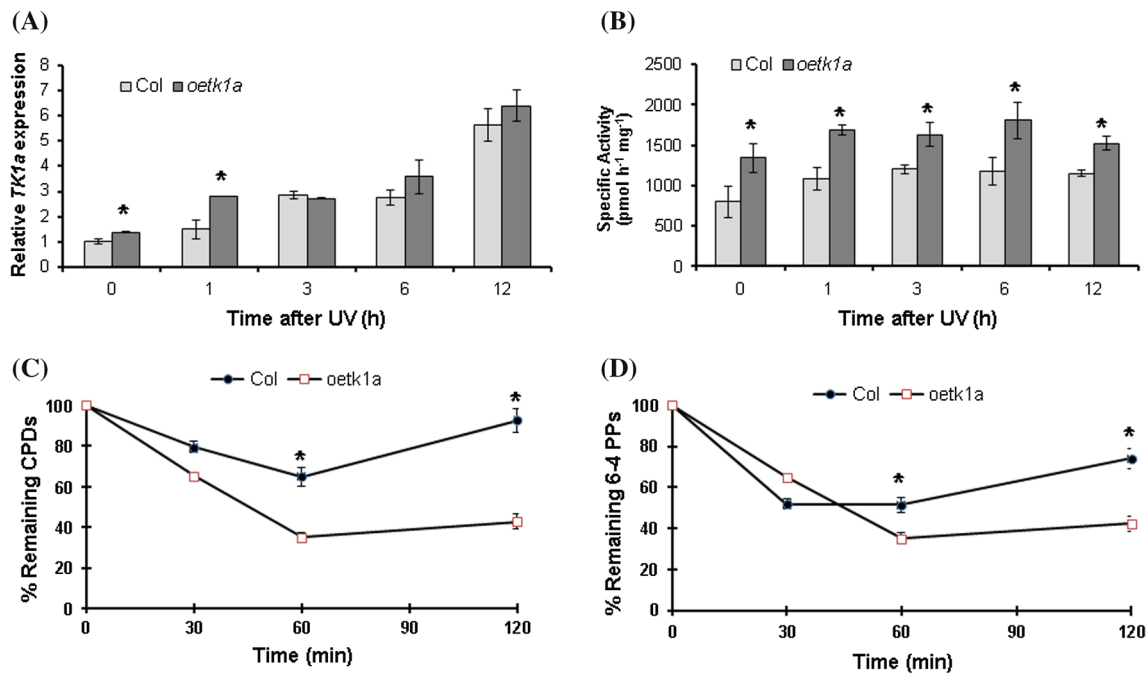 (A)
Relative TK1a expression
Col oetk1a
8
7
6
5
4
3
2
1
0
* *
0 1 3 6 12
Time after UV (h)
(B)
Specific Activity
(pmol h-1 mg-1)
Col oetk1a
2500
2000
1500
1000
500
0
* * * * *
0 1 3 6 12
Time after UV (h)
(C)
Col oetk1a
% Remaining CPDs
100
80
60
40
20
0
* *
0 30 60 90 120
Time (min)
(D)
Col oetk1a
% Remaining 6-4 PPs
100
80
60
40
20
0
* *
0 30 60 90 120
Time (min)